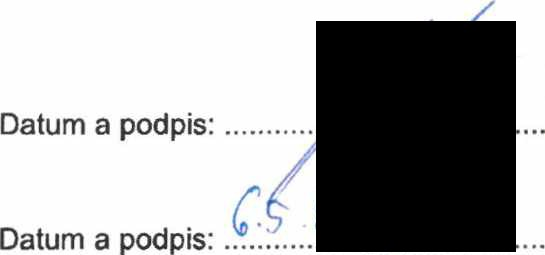 Datum a podpis: ..............
Datum a podpis: 6.5. ..............